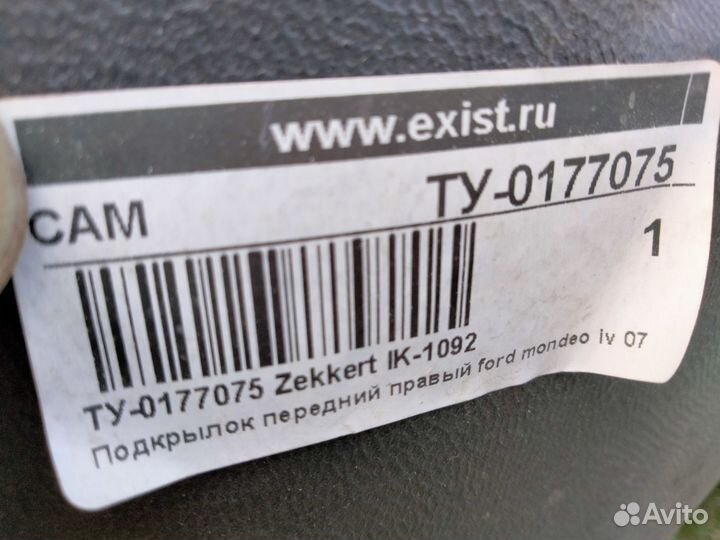 www.exist.ru
САМ
ТУ-0177075
1
ТУ-0177075 Zekkert IK-1092
Подкрылок передний правый ford mondeo iv 07
Avito